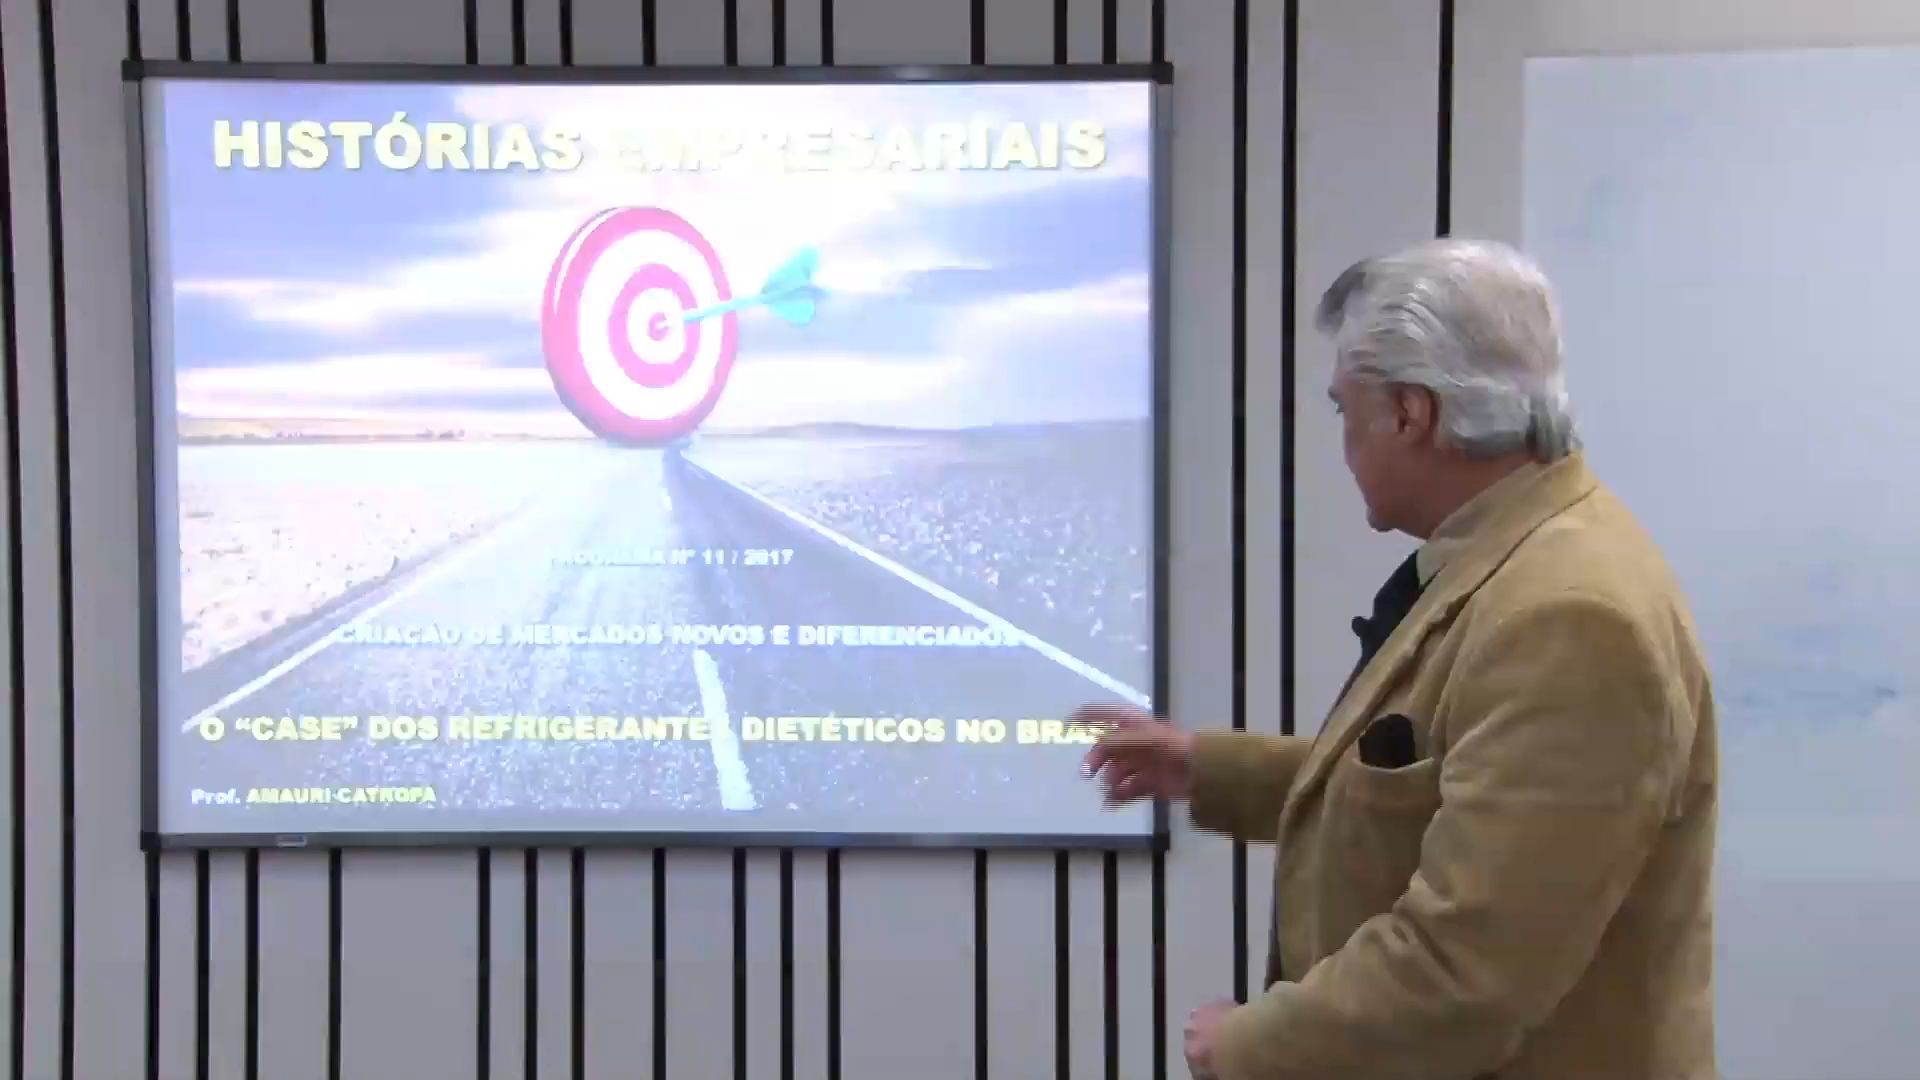 HISTÓRIAS EMPRESARIAIS
PROGRAMA Nº 11 / 2017
CRIAÇÃO DE MERCADOS NOVOS E DIFERENCIADOS
O “CASE” DOS REFRIGERANTES DIETÉTICOS NO BRAS
Prof. AMAURI CATROPA